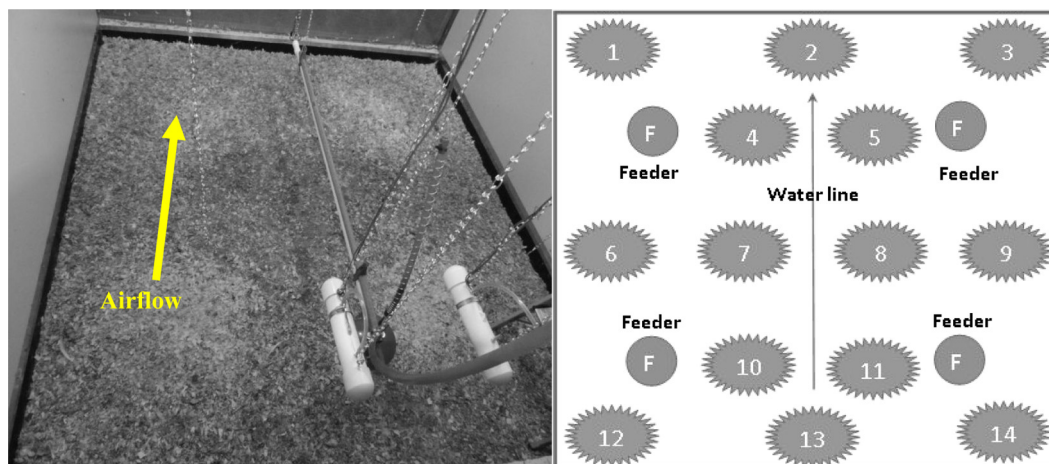 Airflow
1 2 3
F 4 5 F
Feeder Feeder
Water line
6 7 8 9
Feeder Feeder
F 10 11 F
12 13 14